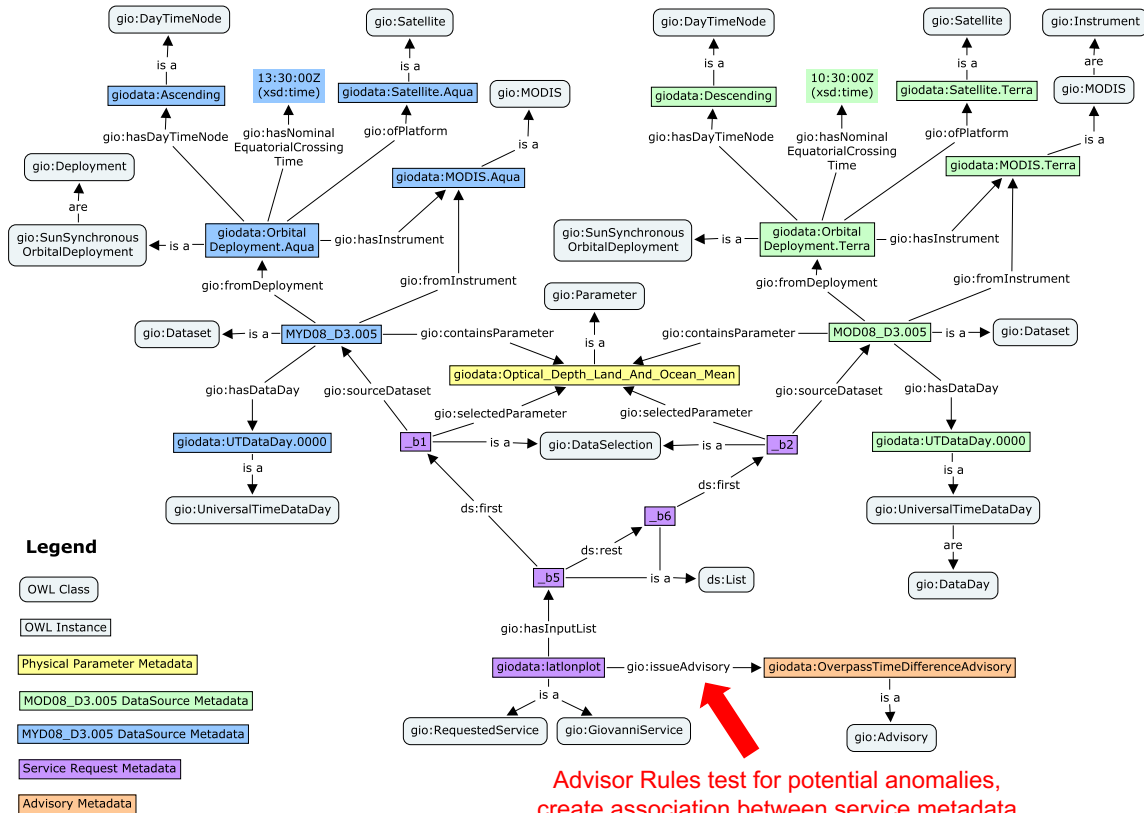 gio:DayTimeNode
gio:Satellite
gio:DayTimeNode
gio:Satellite
gio:Instrument
is a
is a
is a
is a
are
giodata:Ascending
13:30:00Z
(xsd:time)
giodata:Satellite.Aqua
gio:MODIS
giodata:Descending
10:30:00Z
(xsd:time)
giodata:Satellite.Terra
gio:MODIS
gio:hasDayTimeNode
gio:hasNominal
EquatorialCrossing
Time
gio:ofPlatform
is a
gio:hasDayTimeNode
gio:hasNominal
EquatorialCrossing
Time
gio:ofPlatform
is a
gio:Deployment
giodata:MODIS.Aqua
giodata:MODIS.Terra
are
gio:SunSynchronous
OrbitalDeployment
is a
giodata:Orbital
Deployment.Aqua
gio:hasInstrument
gio:SunSynchronous
OrbitalDeployment
is a
giodata:Orbital
Deployment.Terra
gio:hasInstrument
gio:fromDeployment
gio:fromInstrument
gio:Parameter
gio:fromDeployment
gio:fromInstrument
gio:Dataset
is a
MYD08_D3.005
gio:containsParameter
is a
gio:containsParameter
MOD08_D3.005
is a
gio:Dataset
giodata:Optical_Depth_Land_And_Ocean_Mean
gio:hasDataDay
gio:sourceDataset
gio:sourceDataset
gio:hasDataDay
gio:selectedParameter
gio:selectedParameter
giodata:UTDataDay.0000
_b1
is a
gio:DataSelection
is a
_b2
giodata:UTDataDay.0000
is a
is a
gio:UniversalTimeDataDay
ds:first
ds:first
gio:UniversalTimeDataDay
_b6
are
Legend
ds:rest
_b5
is a
ds:List
gio:DataDay
OWL Class
OWL Instance
gio:hasInputList
Physical Parameter Metadata
giodata:latlonplot
gio:issueAdvisory
giodata:OverpassTimeDifferenceAdvisory
MOD08_D3.005 DataSource Metadata
is a
is a
MYD08_D3.005 DataSource Metadata
gio:RequestedService
gio:GiovanniService
gio:Advisory
Service Request Metadata
Advisory Metadata
Advisor Rules test for potential anomalies,
create association between service metadata